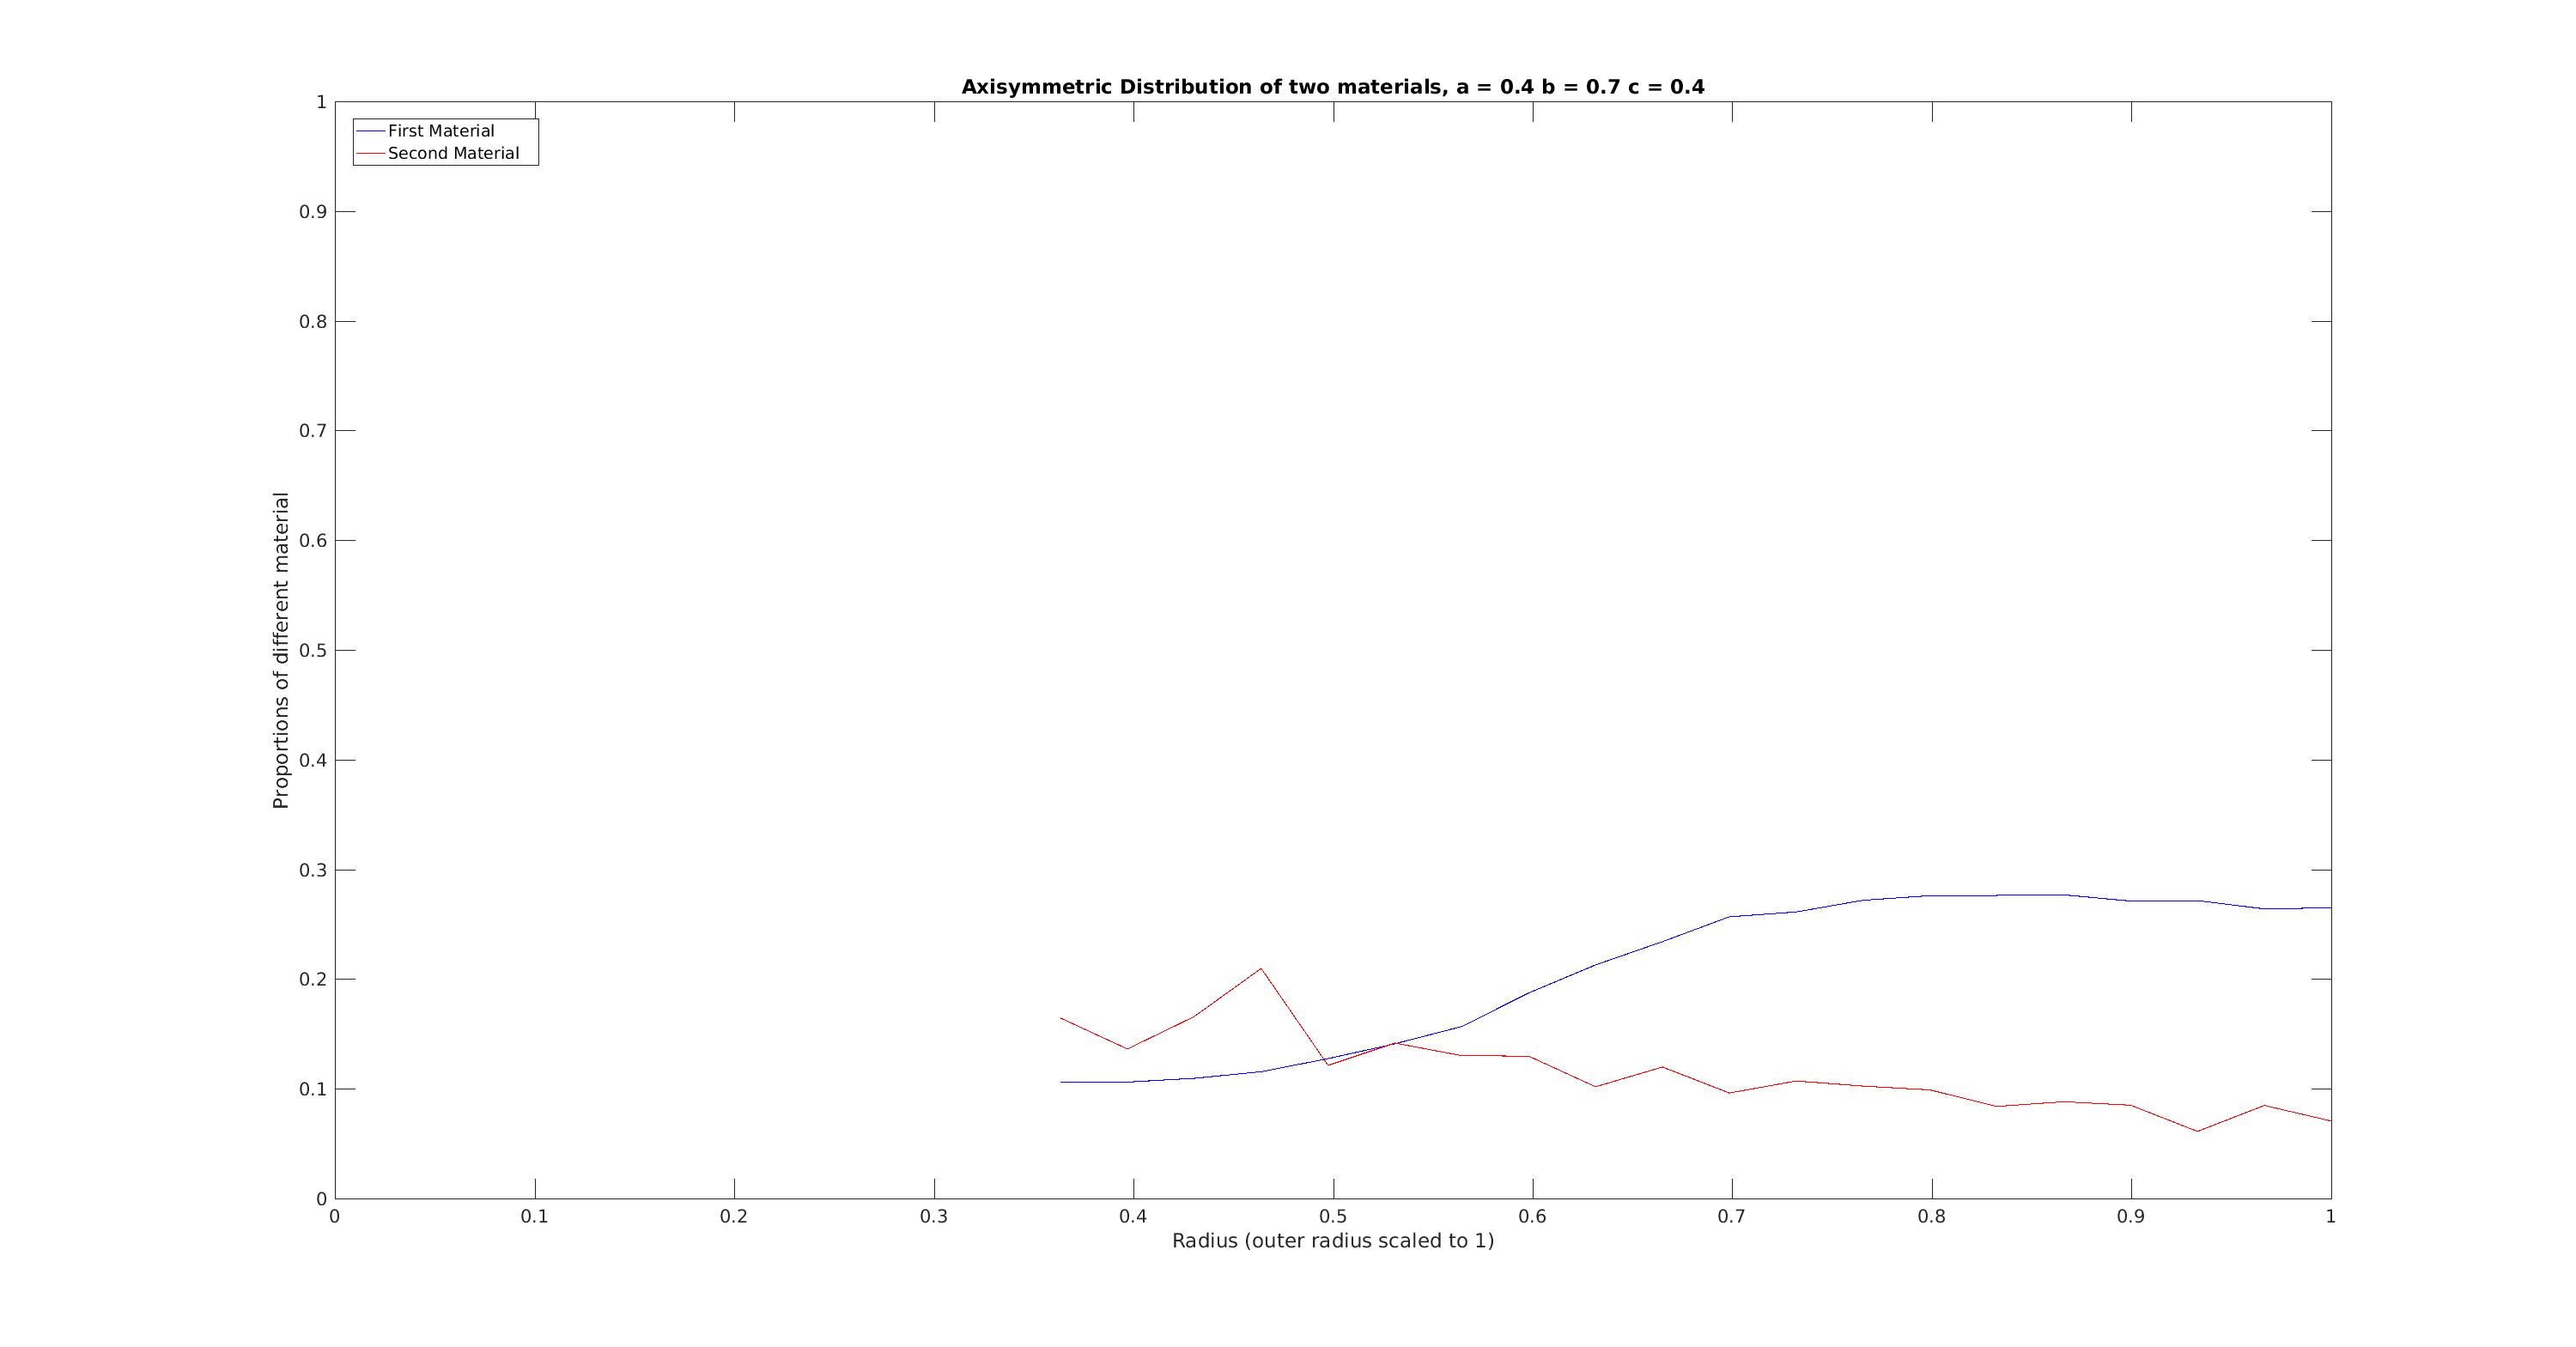 Axisymmetric Distribution of two materials, a = 0.4 b = 0.7 c = 0.4
First Material
Second Material
Proportions of different material
1
0.9
0.8
0.7
0.6
0.5
0.4
0.3
0.2
0.1
0
0 0.1 0.2 0.3 0.4 0.5 0.6 0.7 0.8 0.9 1
Radius (outer radius scaled to 1)